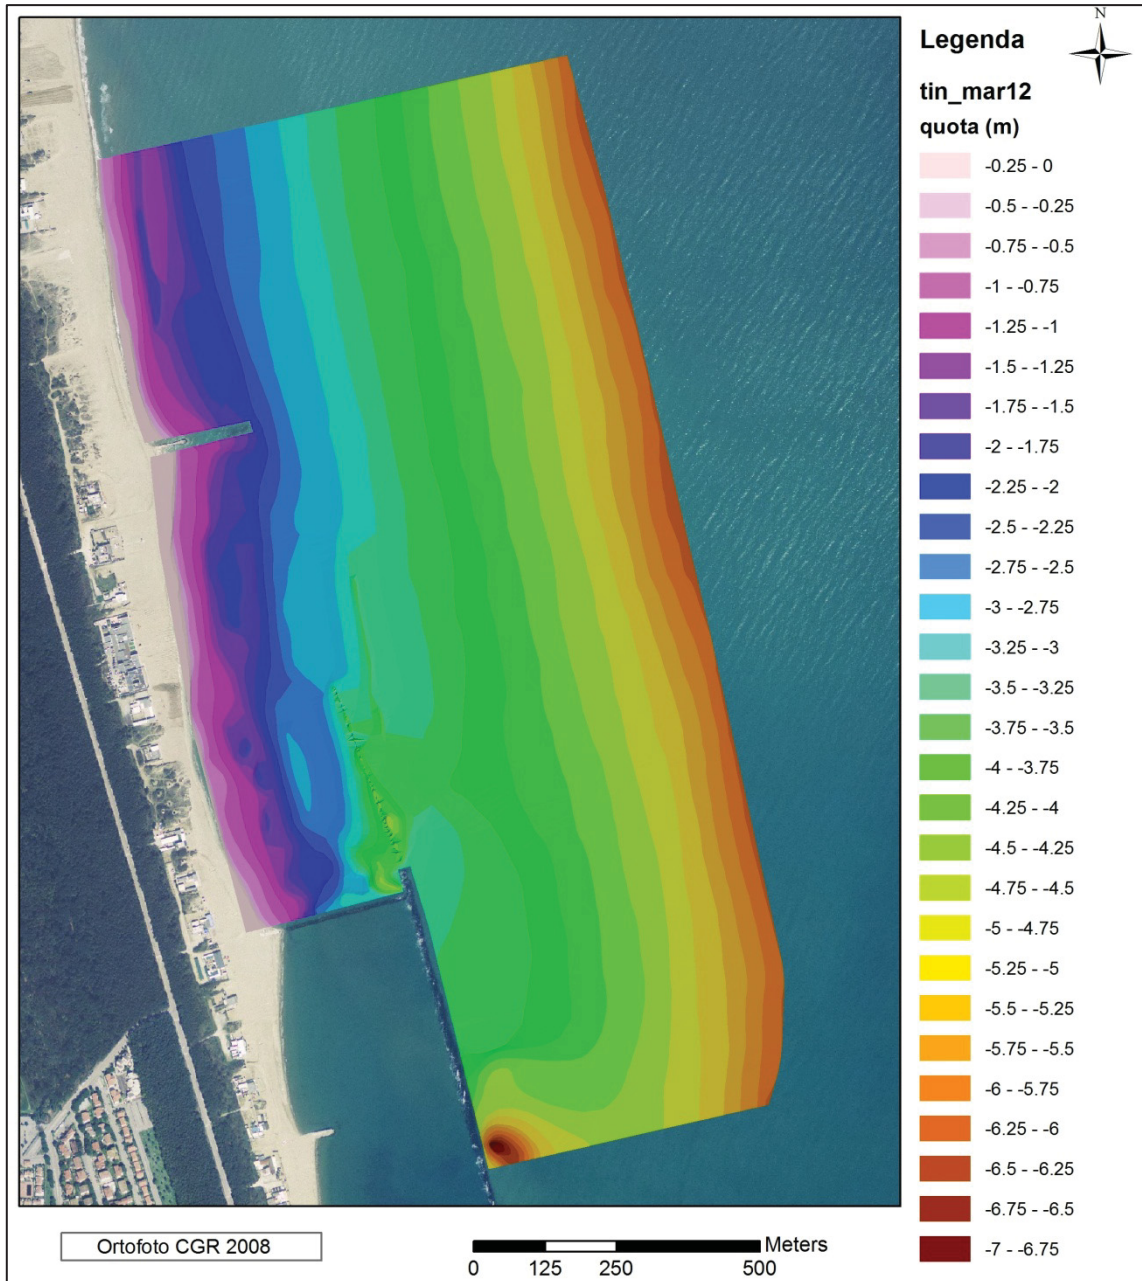 N
Legenda
tin_mar12
quota (m)
-0.25 - 0
-0.5 - -0.25
-0.75 - -0.5
-1 - -0.75
-1.25 - -1
-1.5 - -1.25
-1.75 - -1.5
-2 - -1.75
-2.25 - -2
-2.5 - -2.25
-2.75 - -2.5
-3 - -2.75
-3.25 - -3
-3.5 - -3.25
-3.75 - -3.5
-4 - -3.75
-4.25 - -4
-4.5 - -4.25
-4.75 - -4.5
-5 - -4.75
-5.25 - -5
-5.5 - -5.25
-5.75 - -5.5
-6 - -5.75
-6.25 - -6
-6.5 - -6.25
-6.75 - -6.5
-7 - -6.75
Ortofoto CGR 2008
Meters
0 125 250 500